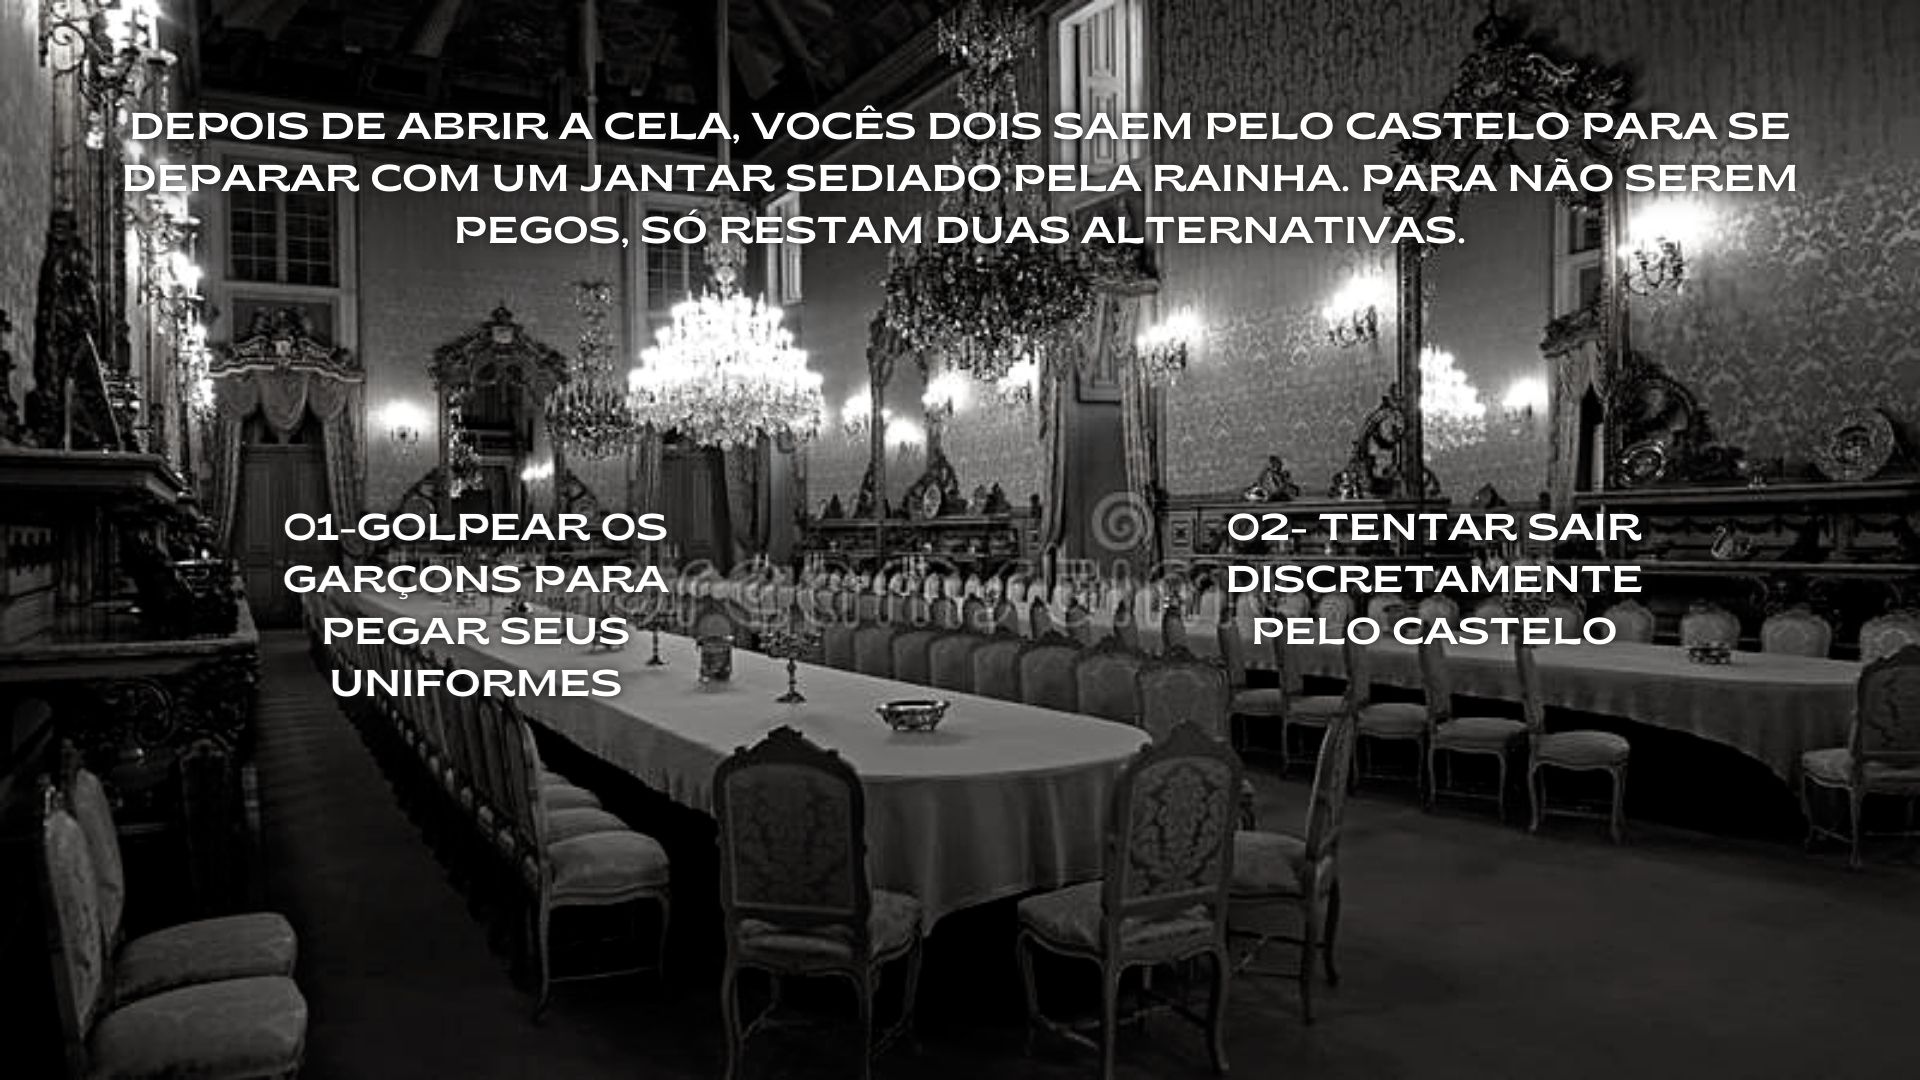 DEPOIS DE ABRIR A CELA, VOCÊS DOIS SAEM PELO CASTELO PARA SE
DEPARAR COM UM JANTAR SEDIADO PELA RAINHA. PARA NÃO SEREM
PEGOS, SÓ RESTAM DUAS ALTERNATIVAS.
01-GOLPEAR OS
GARÇONS PARA
PEGAR SEUS
UNIFORMES
02- TENTAR SAIR
DISCRETAMENTE
PELO CASTELO
dreamstime